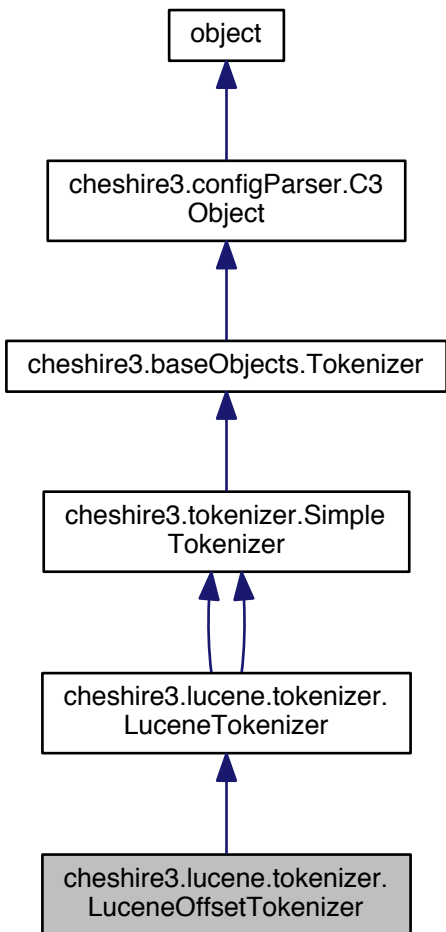 object
cheshire3.configParser.C3
Object
cheshire3.baseObjects.Tokenizer
cheshire3.tokenizer.Simple
Tokenizer
cheshire3.lucene.tokenizer.
LuceneTokenizer
cheshire3.lucene.tokenizer.
LuceneOffsetTokenizer